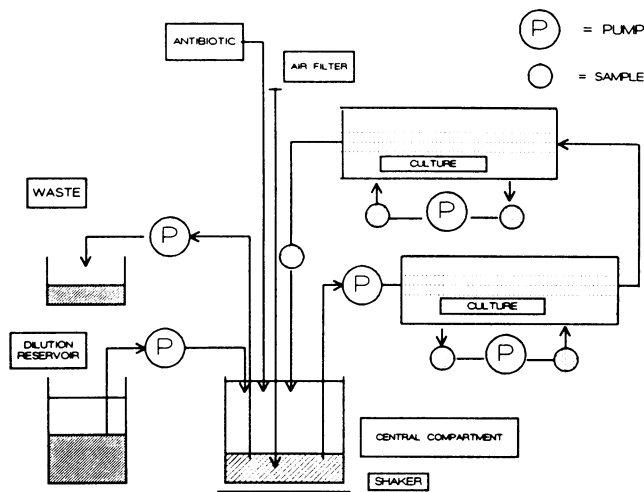 ANTIBIOTIC
AIR FILTER
P = PUMP
= SAMPLE
CULTURE
P
WASTE
P
P
CULTURE
DILUTION
RESERVOIR
P
P
CENTRAL COMPARTMENT
SHAKER